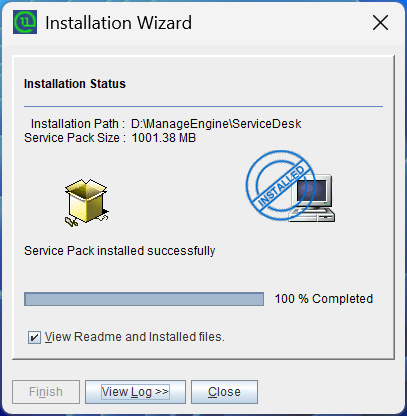 Installation Wizard
Installation Status
Installation Path : D:\ManageEngine\ServiceDesk
Service Pack Size : 1001.38 MB
INSTALLED
Service Pack installed successfully
100 % Completed
View Readme and Installed files.
Finish
View Log >>
Close